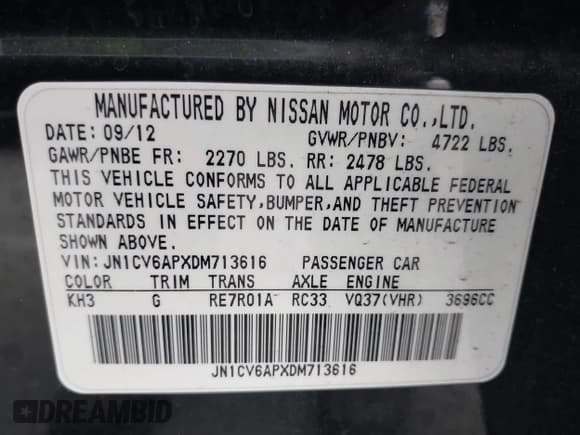 MANUFACTURED BY NISSAN MOTOR CO.,LTD.
DATE: 09/12 GVWR/PNBV: 4722 LBS.
GAWR/PNBE FR: 2270 LBS. RR: 2478 LBS.
THIS VEHICLE CONFORMS TO ALL APPLICABLE FEDERAL
MOTOR VEHICLE SAFETY,BUMPER,AND THEFT PREVENTION
STANDARDS IN EFFECT ON THE DATE OF MANUFACTURE
SHOWN ABOVE.
VIN: JN1CV6APXDM713616 PASSENGER CAR
COLOR TRIM TRANS AXLE ENGINE
KH3 G RE7R01A RC33 VQ37(VHR) 3696CC
JN1CV6APXDM713616
DREAMBID